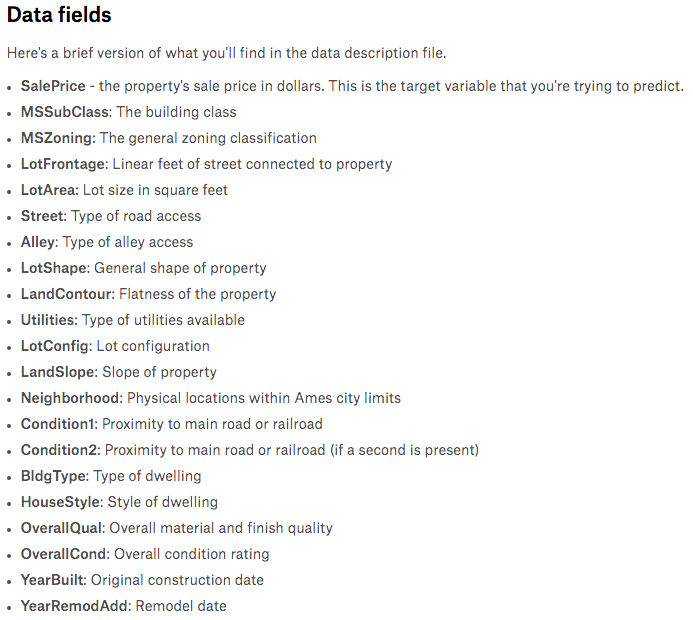 Data fields
Here's a brief version of what you'll find in the data description file.
• SalePrice - the property's sale price in dollars. This is the target variable that you're trying to predict.
• MSSubClass: The building class
• MSZoning: The general zoning classification
• LotFrontage: Linear feet of street connected to property
• LotArea: Lot size in square feet
• Street: Type of road access
• Alley: Type of alley access
• LotShape: General shape of property
• LandContour: Flatness of the property
• Utilities: Type of utilities available
• LotConfig: Lot configuration
• LandSlope: Slope of property
• Neighborhood: Physical locations within Ames city limits
• Condition1: Proximity to main road or railroad
• Condition2: Proximity to main road or railroad (if a second is present)
• BldgType: Type of dwelling
• HouseStyle: Style of dwelling
• OverallQual: Overall material and finish quality
• OverallCond: Overall condition rating
• YearBuilt: Original construction date
• YearRemodAdd: Remodel date